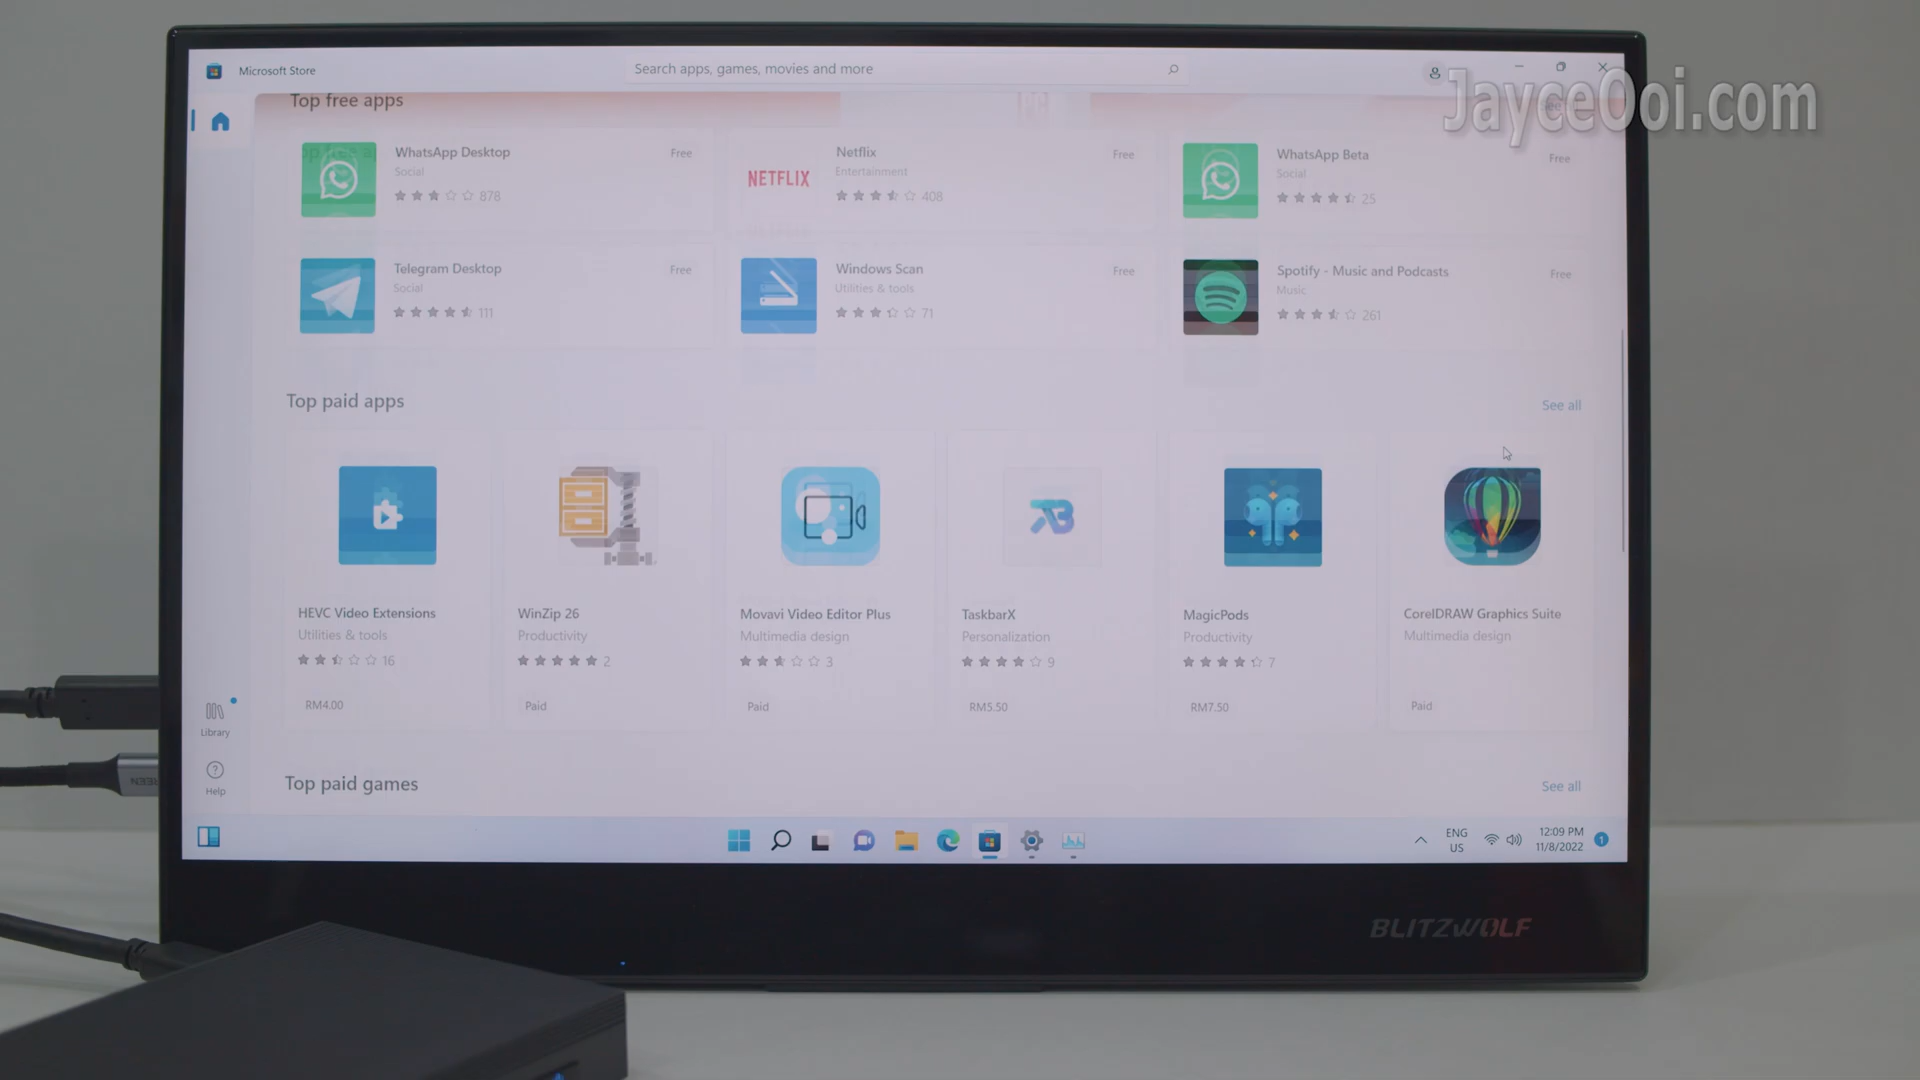 Microsoft Store
Search apps, games, movies and more
JayceOoi.com
Top free apps
WhatsApp Desktop
Social
878
Free
Netflix
Entertainment
408
Free
NETFLIX
WhatsApp Beta
Social
25
Free
Telegram Desktop
Social
111
Free
Windows Scan
Utilities & tools
71
Free
Spotify - Music and Podcasts
Music
261
Free
Top paid apps
See all
HEVC Video Extensions
Utilities & tools
16
RM4.00
WinZip 26
Productivity
2
Paid
Movavi Video Editor Plus
Multimedia design
3
Paid
TaskbarX
Personalization
9
RM5.50
MagicPods
Productivity
7
RM7.50
CorelDRAW Graphics Suite
Multimedia design
Paid
Library
Help
Top paid games
See all
ENG
US
12:09 PM
11/8/2022
1
BLITZWOLF